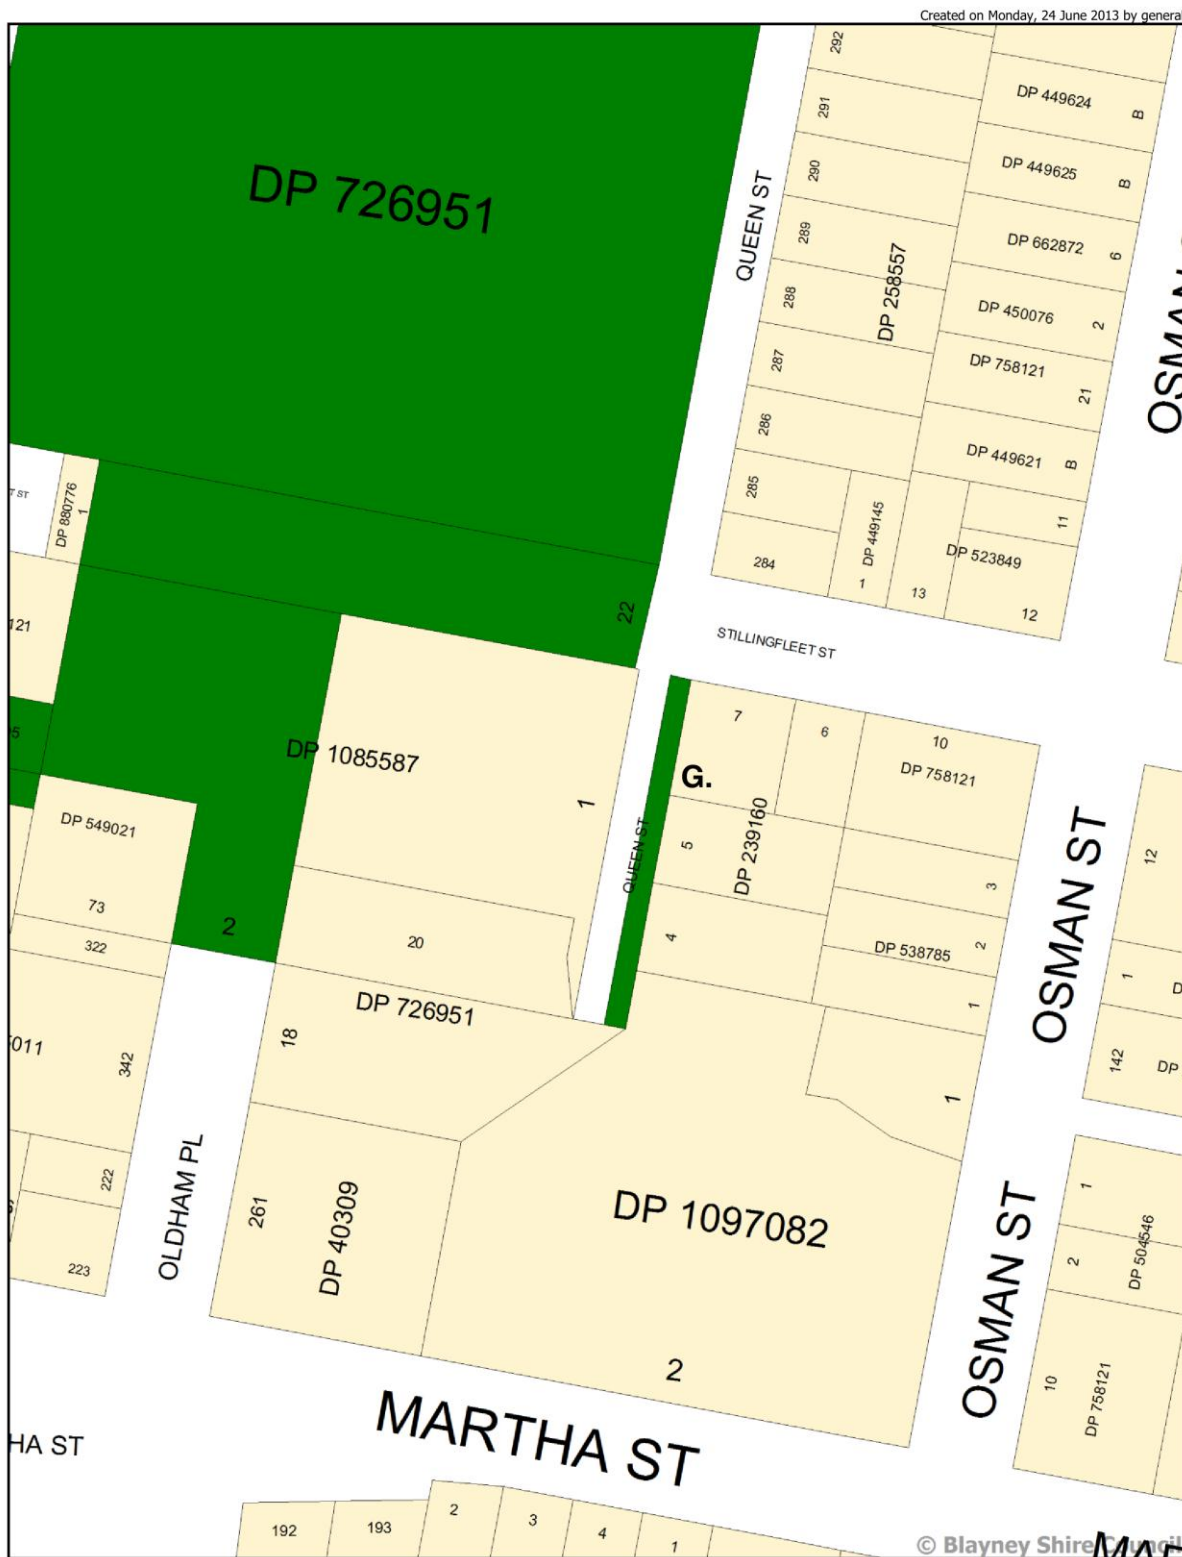 Created on Monday, 24 June 2013 by general
292
DP 449624
B
291
DP 726951
QUEEN ST
290
DP 449625
B
289
DP 258557
DP 662872
6
288
DP 450076
2
287
DP 758121
21
OSMAN
286
DP 449621
B
285
DP 449145
1
11
DP 523849
284
13
12
T ST
DP 880776
1
22
STILLINGFLEET ST
121
7
6
10
DP 758121
G.
DP 1085587
1
QUEEN ST
5
DP 239160
OSMAN ST
12
DP 549021
3
73
2
20
4
DP 538785
2
322
1
1
DP 726951
18
011
342
142
DP
1
222
OLDHAM PL
261
DP 40309
DP 1097082
OSMAN ST
1
2
DP 504546
223
2
10
DP 758121
MARTHA ST
HA ST
192
193
2
3
4
1
© Blayney Shire Council